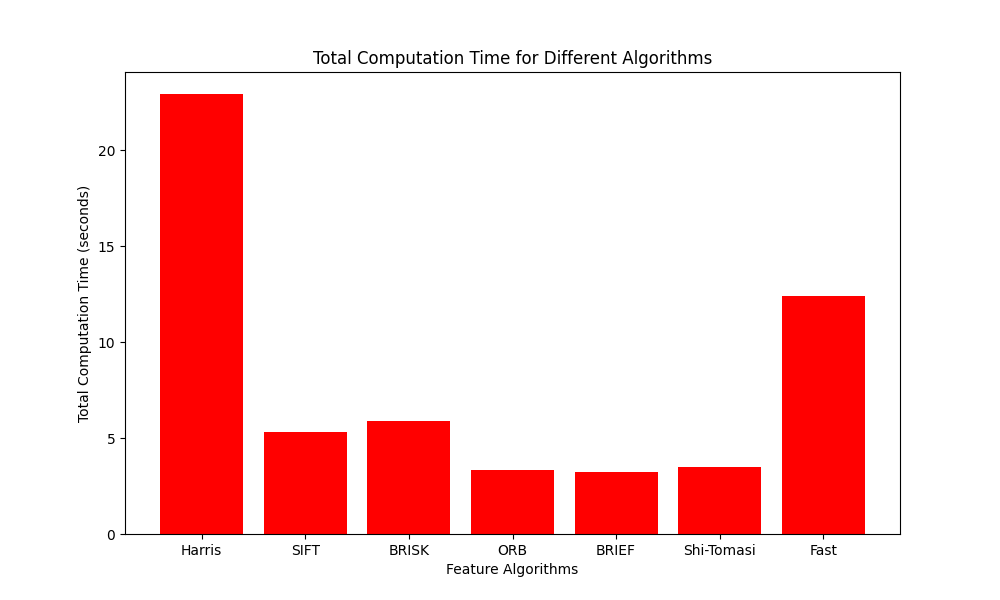 Total Computation Time for Different Algorithms
Total Computation Time (seconds)
20
15
10
5
0
Harris SIFT BRISK ORB BRIEF Shi-Tomasi Fast
Feature Algorithms